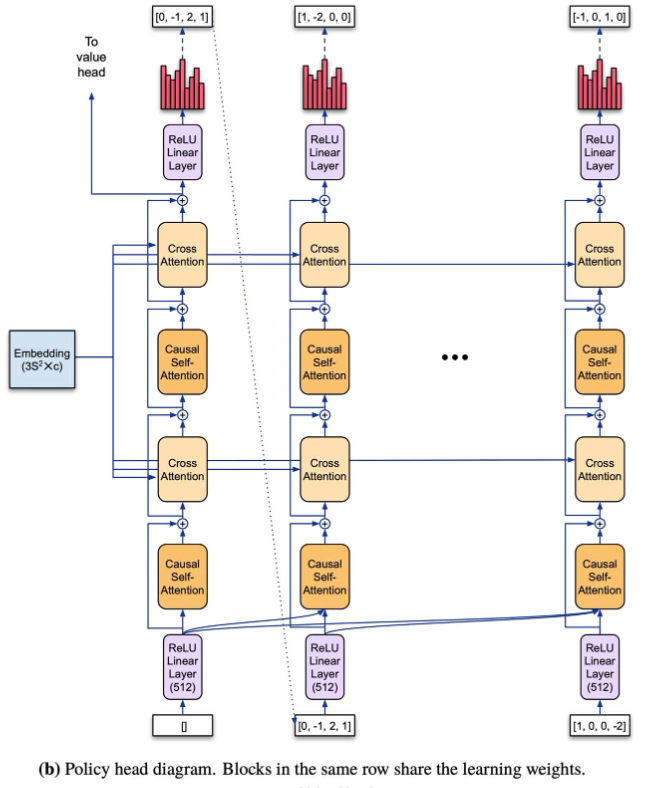 [0, -1, 2, 1]
[1, -2, 0, 0]
[-1, 0, 1, 0]
To
value
head
ReLU
Linear
Layer
ReLU
Linear
Layer
ReLU
Linear
Layer
Cross
Attention
Cross
Attention
Cross
Attention
Embedding
(3S²×c)
Causal
Self-
Attention
Causal
Self-
Attention
Causal
Self-
Attention
Cross
Attention
Cross
Attention
Cross
Attention
Causal
Self-
Attention
Causal
Self-
Attention
Causal
Self-
Attention
ReLU
Linear
Layer
(512)
ReLU
Linear
Layer
(512)
ReLU
Linear
Layer
(512)
[]
[0, -1, 2, 1]
[1, 0, 0, -2]
(b) Policy head diagram. Blocks in the same row share the learning weights.